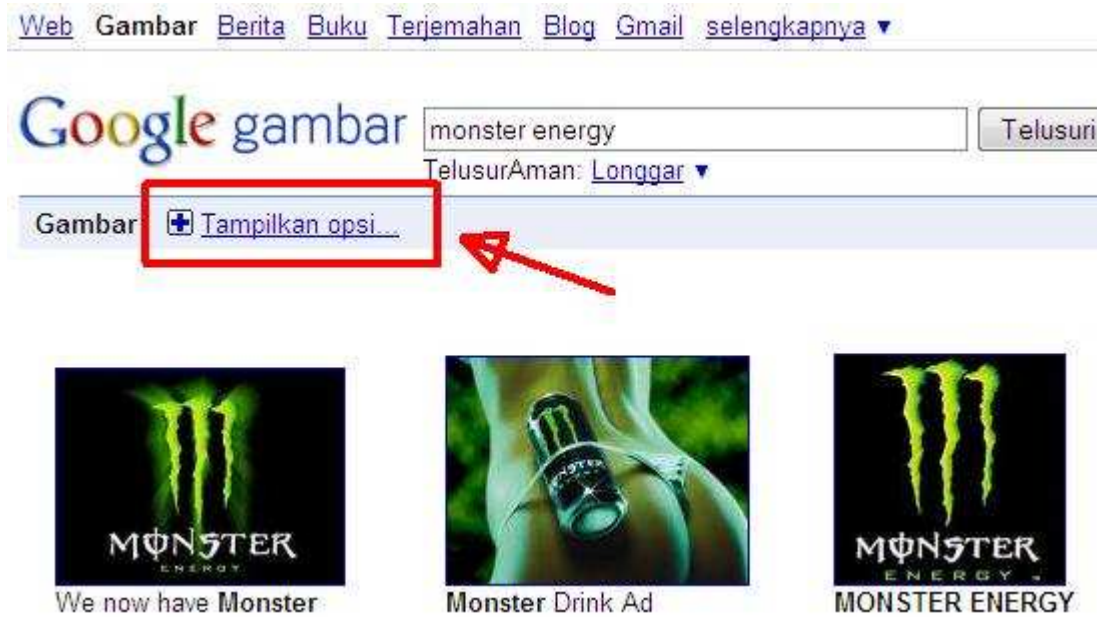 Web Gambar Berita Buku Terjemahan Blog Gmail selengkapnya ▼
Google gambar monster energy Telusuri
TelusurAman: Longgar ▼
Gambar + Tampilkan opsi...
MONSTER
ENERGY
We now have Monster
MONSTER
Monster Drink Ad
MONSTER
ENERGY
MONSTER ENERGY